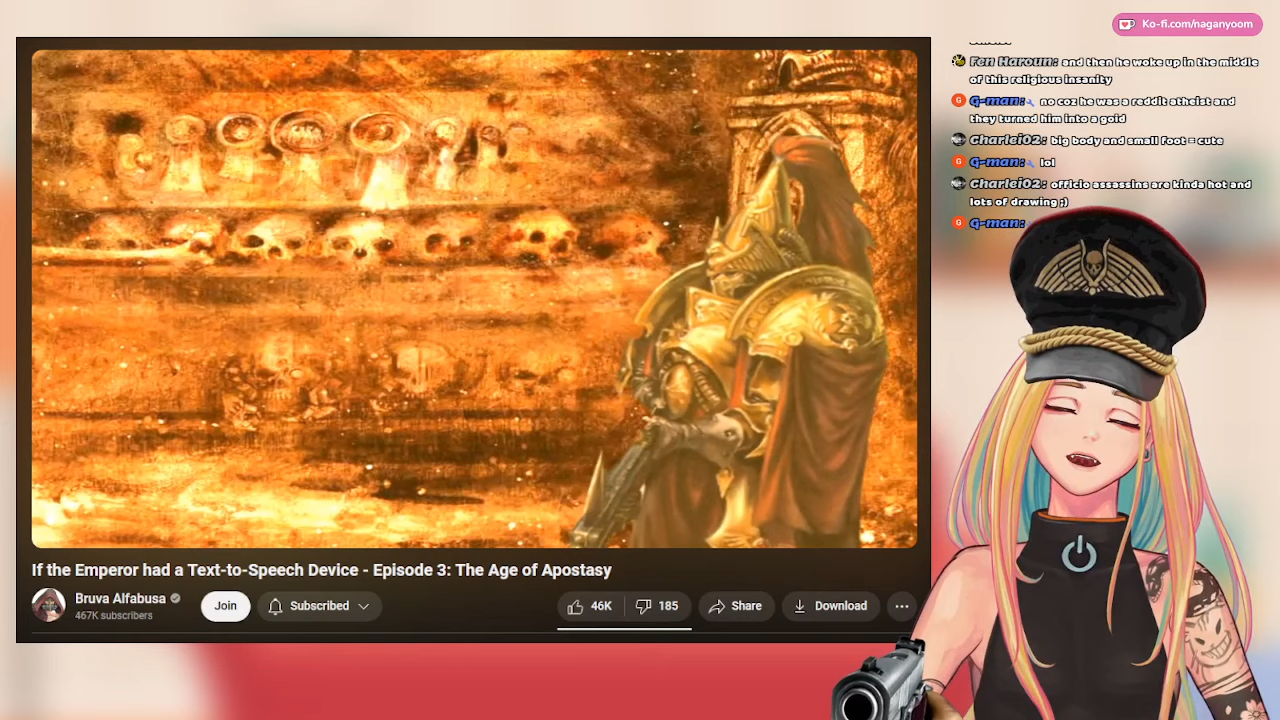 Ko-fi.com/naganyoom
Fen Haroun: and then he woke up in the middle
of this religious insanity
G G-man: no coz he was a reddit atheist and
they turned him into a goid
Charlei02: big body and small foot = cute
G G-man: lol
Charlei02: officio assassins are kinda hot and
lots of drawing ;)
G G-man:
If the Emperor had a Text-to-Speech Device - Episode 3: The Age of Apostasy
Bruva Alfabusa
467K subscribers
Join
Subscribed
46K
185
Share
Download